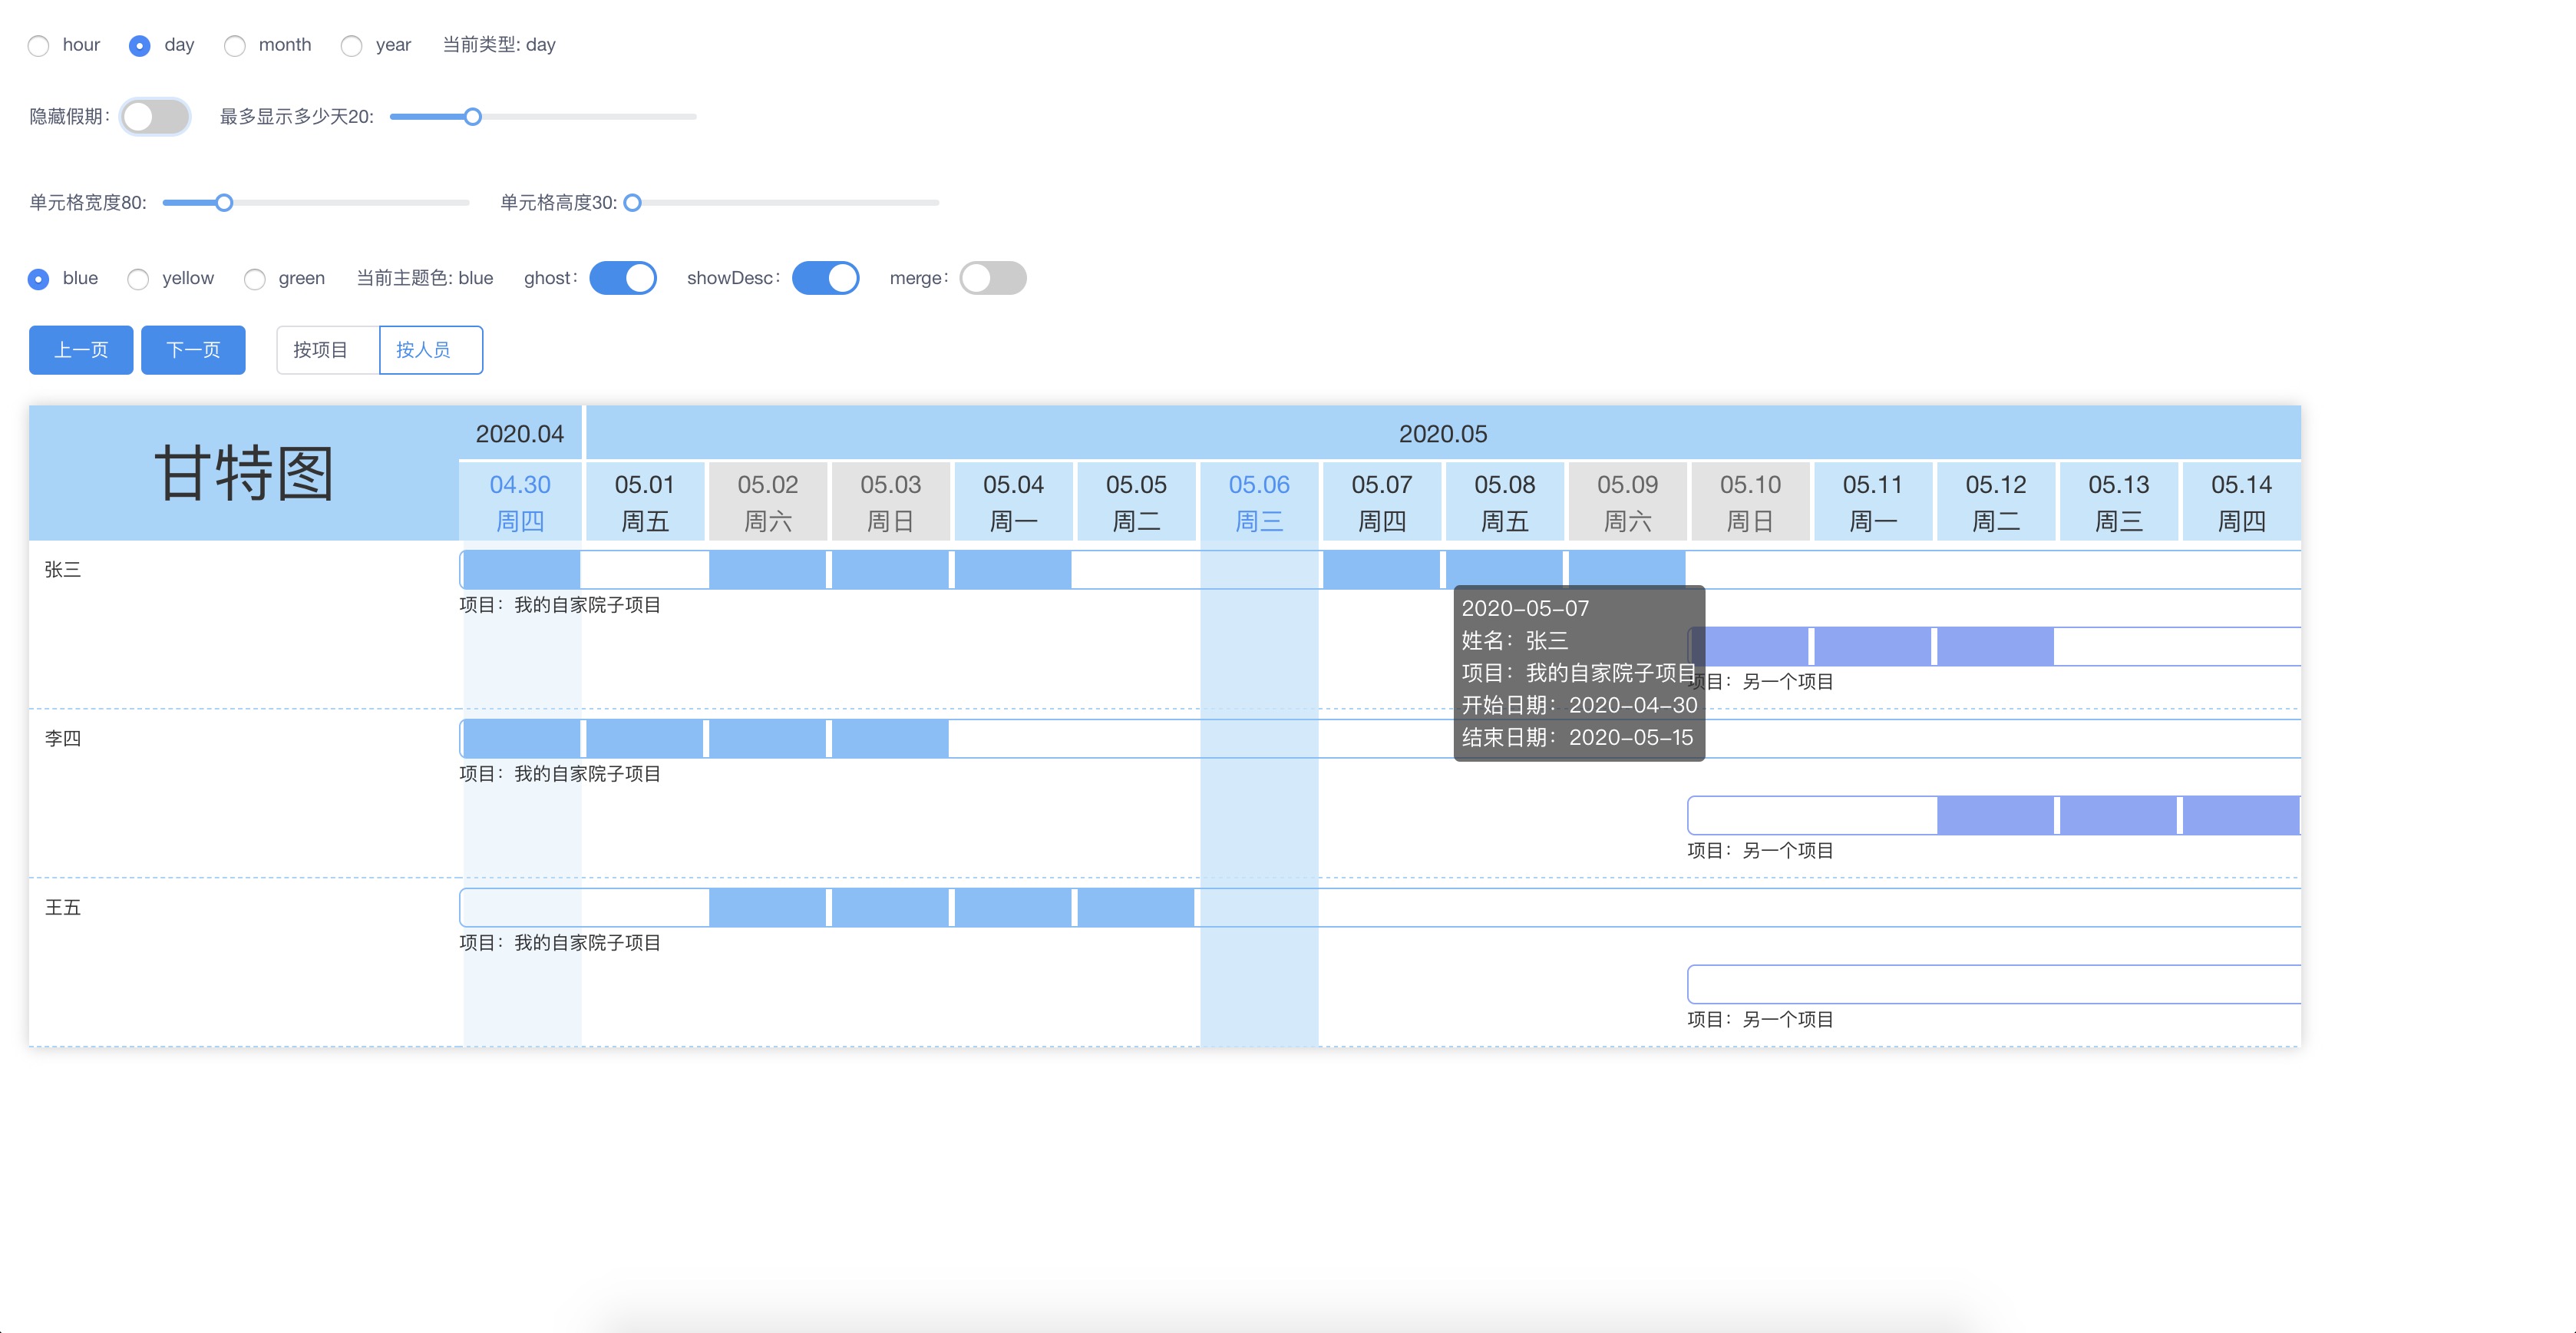 hour day month year 当前类型: day
隐藏假期： 最多显示多少天20:
单元格宽度80: 单元格高度30:
blue yellow green 当前主题色: blue ghost： showDesc： merge：
上一页 下一页 按项目 按人员
甘特图
2020.04 2020.05
04.30 05.01 05.02 05.03 05.04 05.05 05.06 05.07 05.08 05.09 05.10 05.11 05.12 05.13 05.14
周四 周五 周六 周日 周一 周二 周三 周四 周五 周六 周日 周一 周二 周三 周四
张三
项目：我的自家院子项目
2020-05-07
姓名：张三
项目：我的自家院子项目
开始日期：2020-04-30
结束日期：2020-05-15
项目：另一个项目
李四
项目：我的自家院子项目
项目：另一个项目
王五
项目：我的自家院子项目
项目：另一个项目